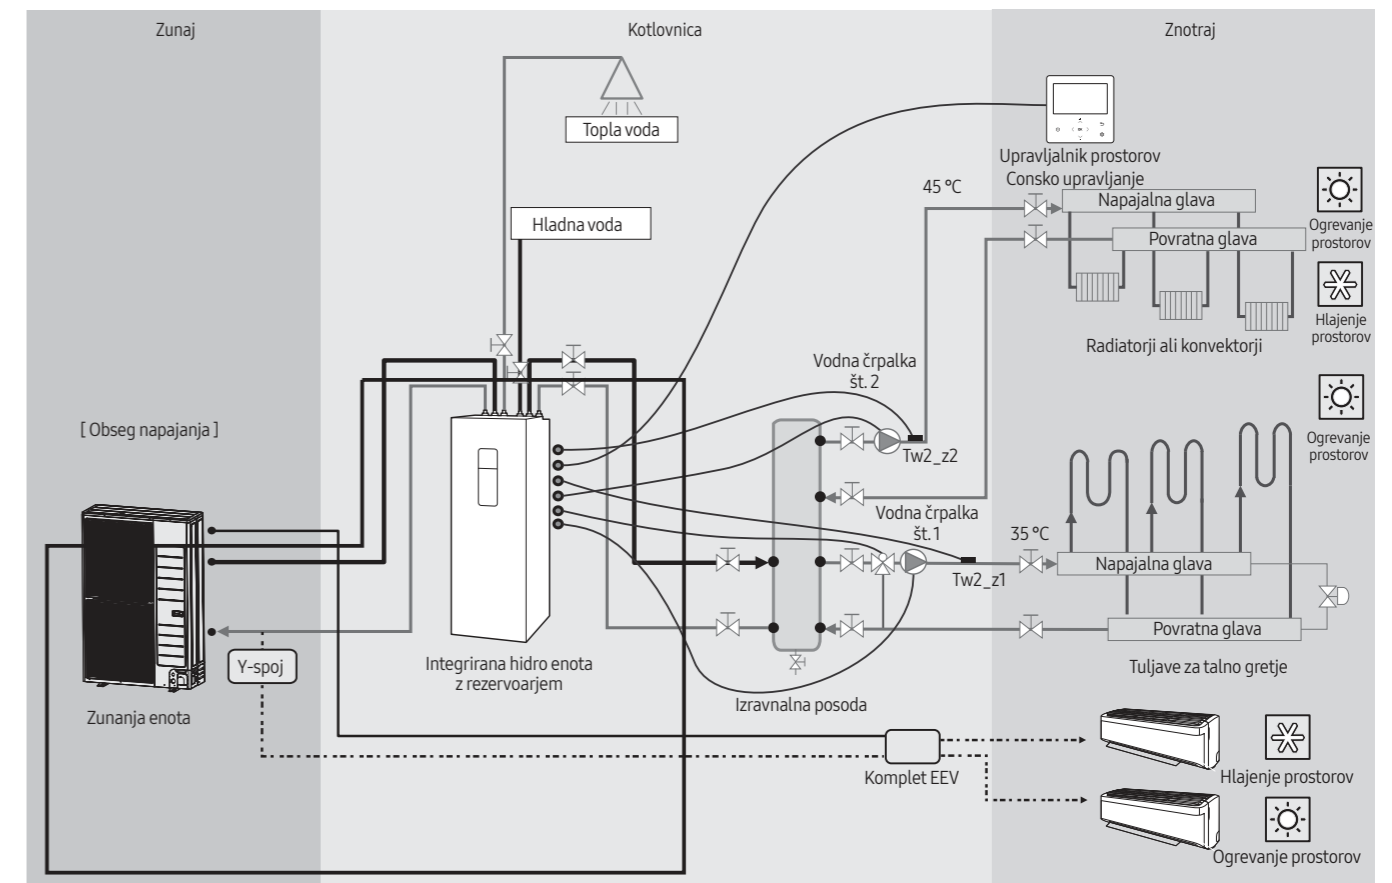 Zunaj
Kotlovnica
Znotraj
Topla voda
Hladna voda
Upravljalnik prostorov
Consko upravljanje
45 °C
Napajalna glava
Povratna glava
Ogrevanje
prostorov
Hlajenje
prostorov
Radiatorji ali konvektorji
Vodna črpalka
št. 2
Tw2_z2
[ Obseg napajanja ]
Ogrevanje
prostorov
Vodna črpalka
št. 1
35 °C
Tw2_z1
Napajalna glava
Povratna glava
Tuljave za talno gretje
Y-spoj
Integrirana hidro enota
z rezervoarjem
Zunanja enota
Izravnalna posoda
Komplet EEV
Hlajenje prostorov
Ogrevanje prostorov